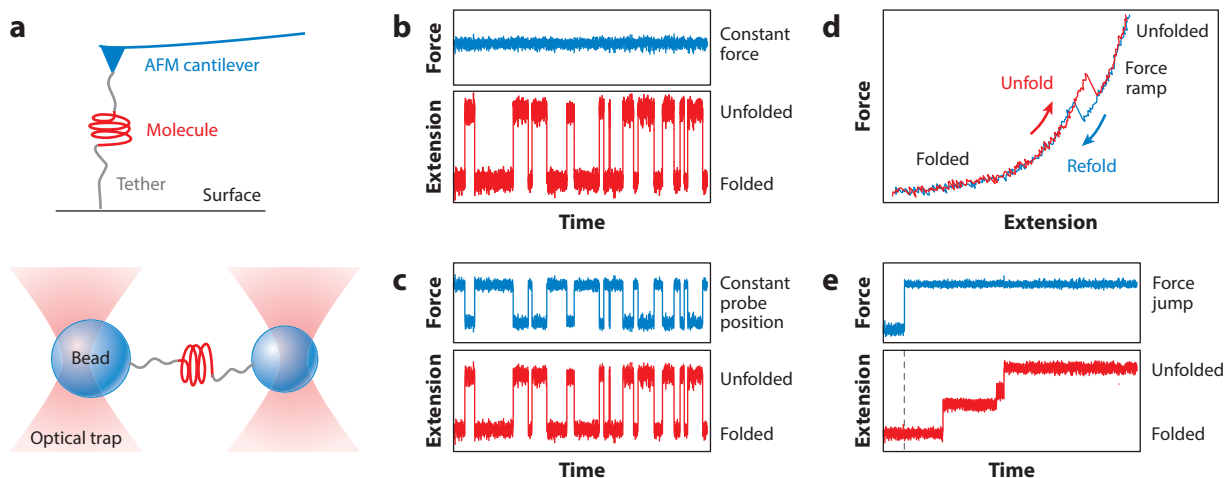 a
AFM cantilever
Molecule
Tether
Surface
Bead
Optical trap
b
Force
Constant
force
Extension
Unfolded
Folded
Time
c
Force
Constant
probe
position
Extension
Unfolded
Folded
Time
d
Force
Unfolded
Force
ramp
Unfold
Refold
Folded
Extension
e
Force
Force
jump
Extension
Unfolded
Folded
Time